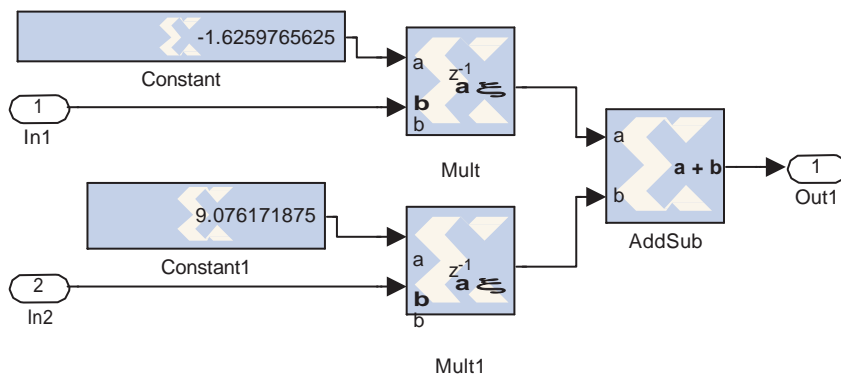 -1.6259765625
Constant
1
In1
a
b
b
z-1
a
Mult
9.076171875
Constant1
2
In2
a
b
b
z-1
a
Mult1
a
b
a + b
AddSub
1
Out1